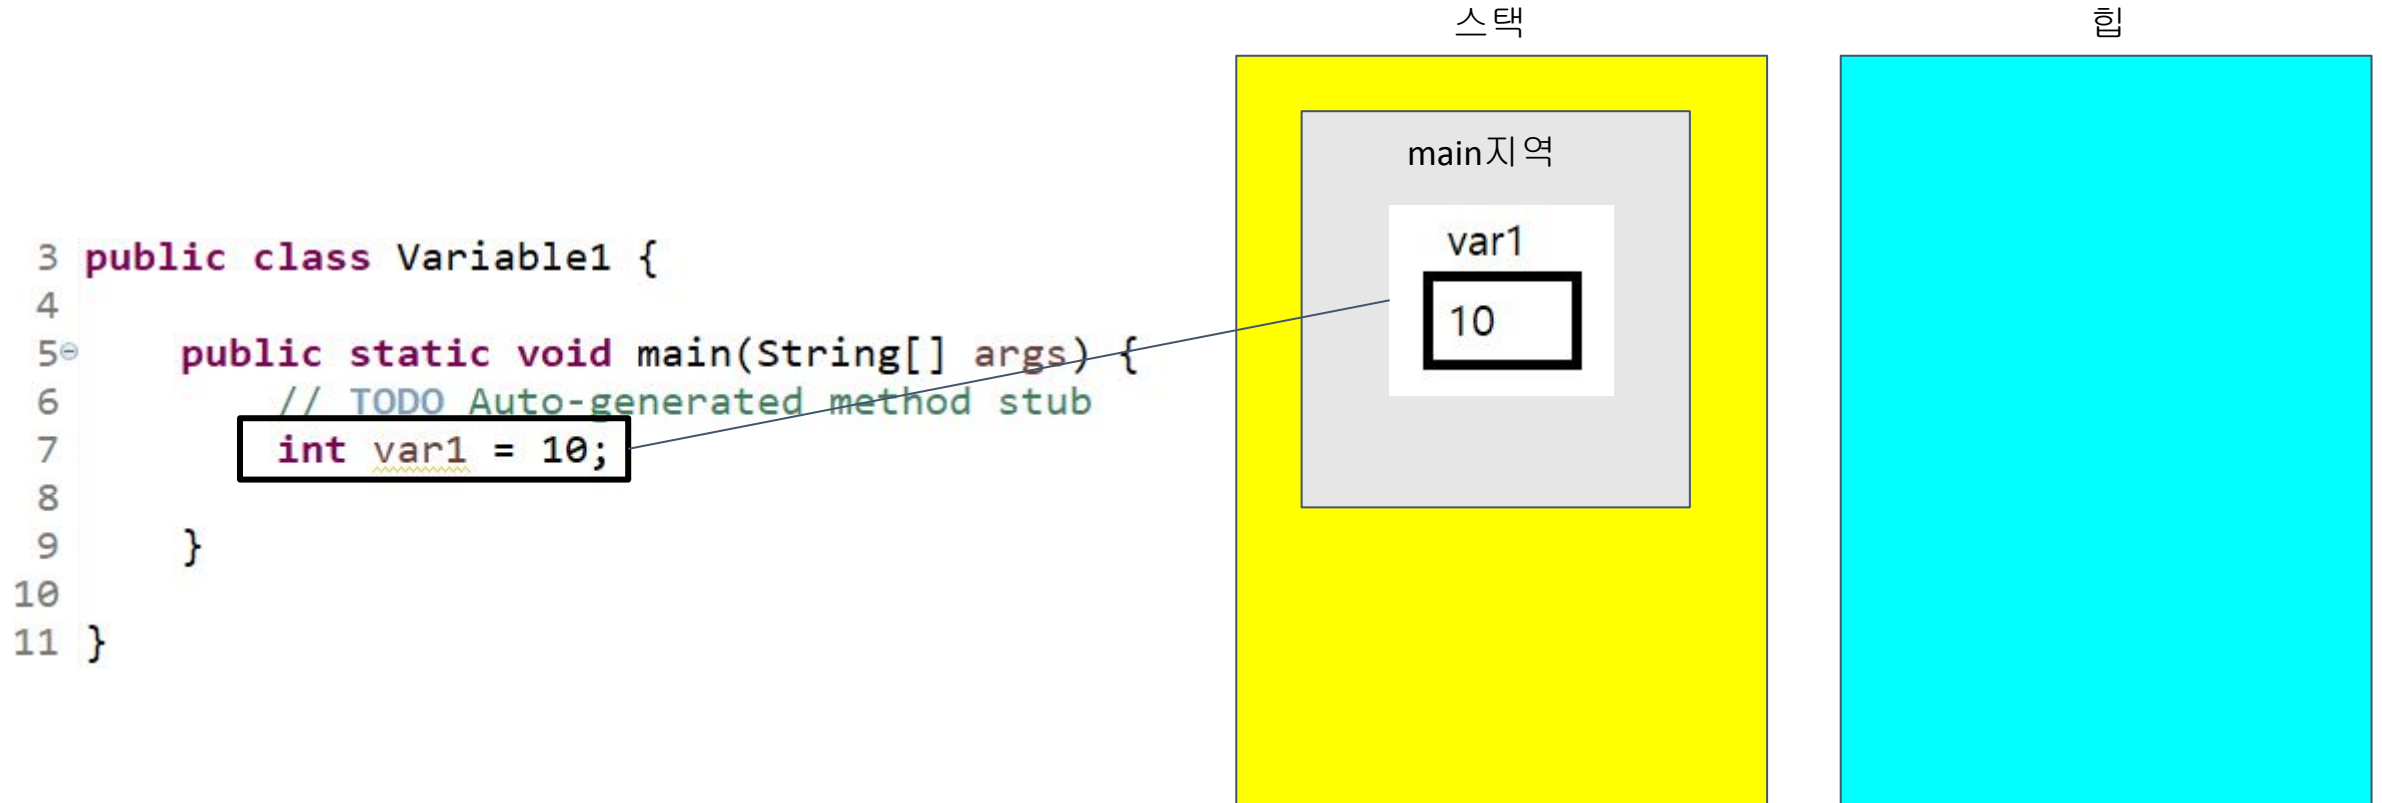 스택
힙
main지역
var1
10
3 public class Variable1 {
4
5 public static void main(String[] args) {
6 // TODO Auto-generated method stub
7 int var1 = 10;
8
9 }
10
11 }